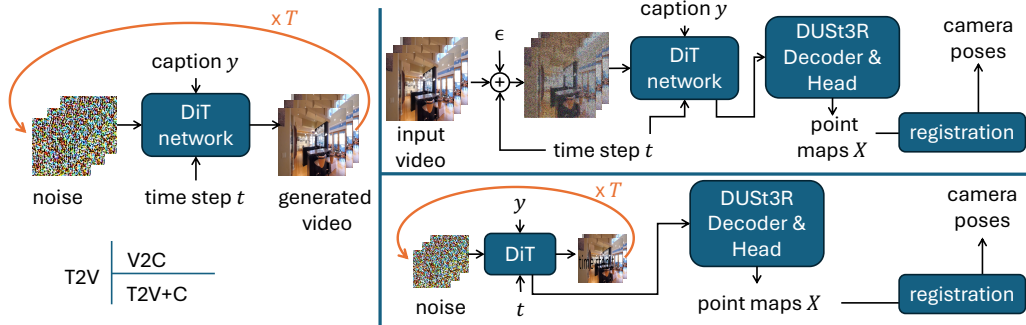 x T
caption y
DiT
network
noise
time step t
generated
video
T2V
V2C
T2V+C
caption y
ϵ
+
DiT
network
DUSt3R
Decoder &
Head
camera
poses
input
video
time step t
point
maps X
registration
x T
y
DiT
noise
t
DUSt3R
Decoder &
Head
camera
poses
point maps X
registration